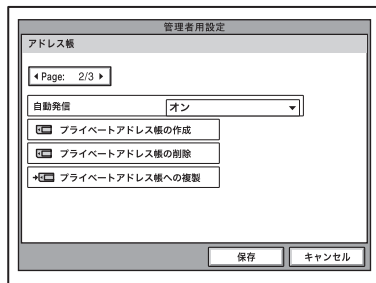 管理者用設定
アドレス帳
Page: 2/3
自動発信 オン
プライベートアドレス帳の作成
プライベートアドレス帳の削除
プライベートアドレス帳への複製
保存 キャンセル